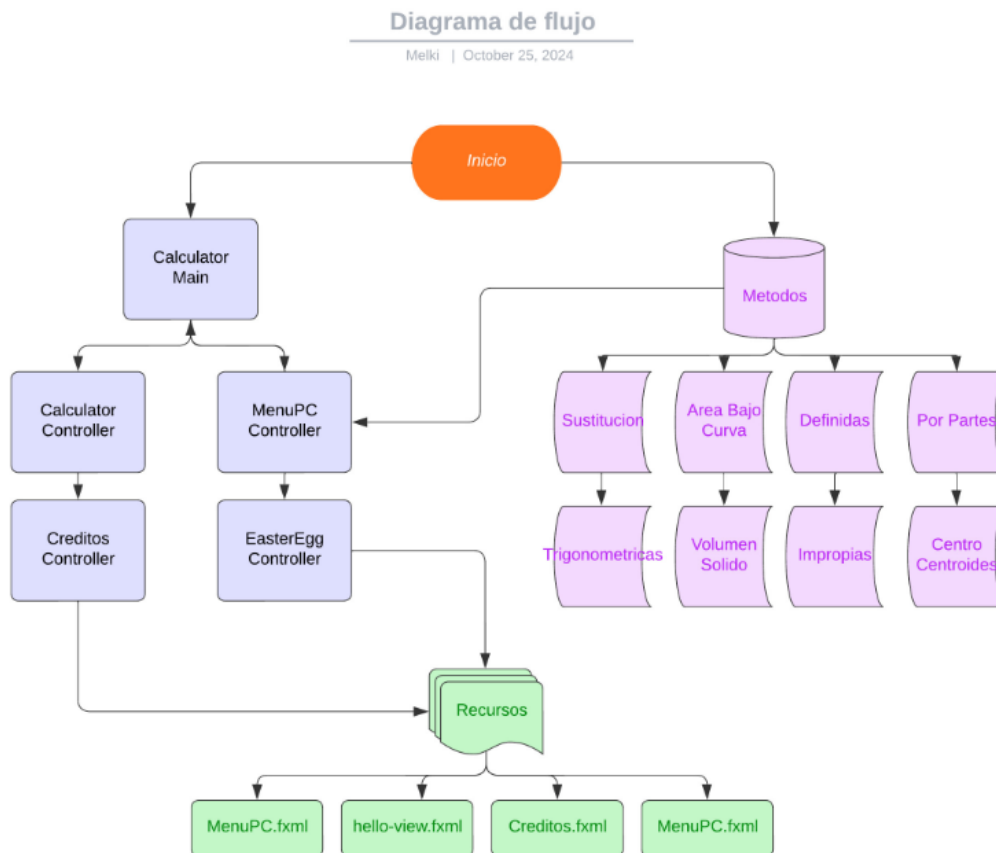 Diagrama de flujo
Melki | October 25, 2024
Inicio
Calculator
Main
Metodos
Calculator
Controller
MenuPC
Controller
Sustitucion
Area Bajo
Curva
Definidas
Por Partes
Creditos
Controller
EasterEgg
Controller
Trigonometricas
Volumen
Solido
Impropias
Centro
Centroides
Recursos
MenuPC.fxml
hello-view.fxml
Creditos.fxml
MenuPC.fxml